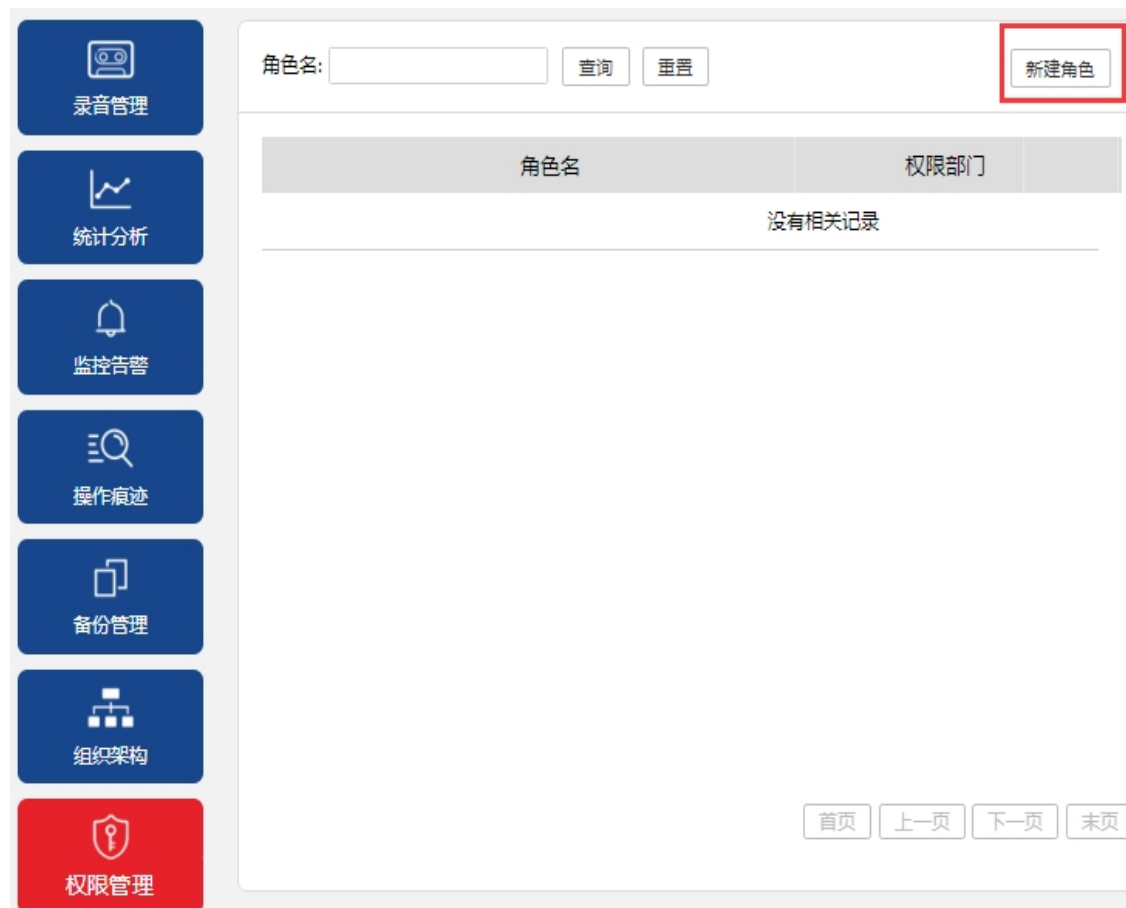 录音管理
统计分析
监控告警
操作痕迹
备份管理
组织架构
权限管理
角色名: 查询 重置 新建角色
角色名 权限部门
没有相关记录
首页 上一页 下一页 末页